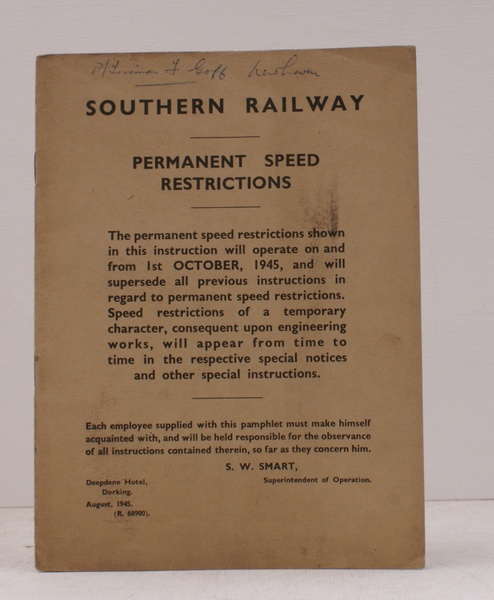 P/Foreman F Goff Newhaven
SOUTHERN RAILWAY
PERMANENT SPEED
RESTRICTIONS
The permanent speed restrictions shown
in this instruction will operate on and
from 1st OCTOBER, 1945, and will
supersede all previous instructions in
regard to permanent speed restrictions.
Speed restrictions of a temporary
character, consequent upon engineering
works, will appear from time to
time in the respective special notices
and other special instructions.
Each employee supplied with this pamphlet must make himself
acquainted with, and will be held responsible for the observance
of all instructions contained therein, so far as they concern him.
S. W. SMART,
Superintendent of Operation.
Deepdene Hotel,
Dorking.
August, 1945.
(R. 68900).